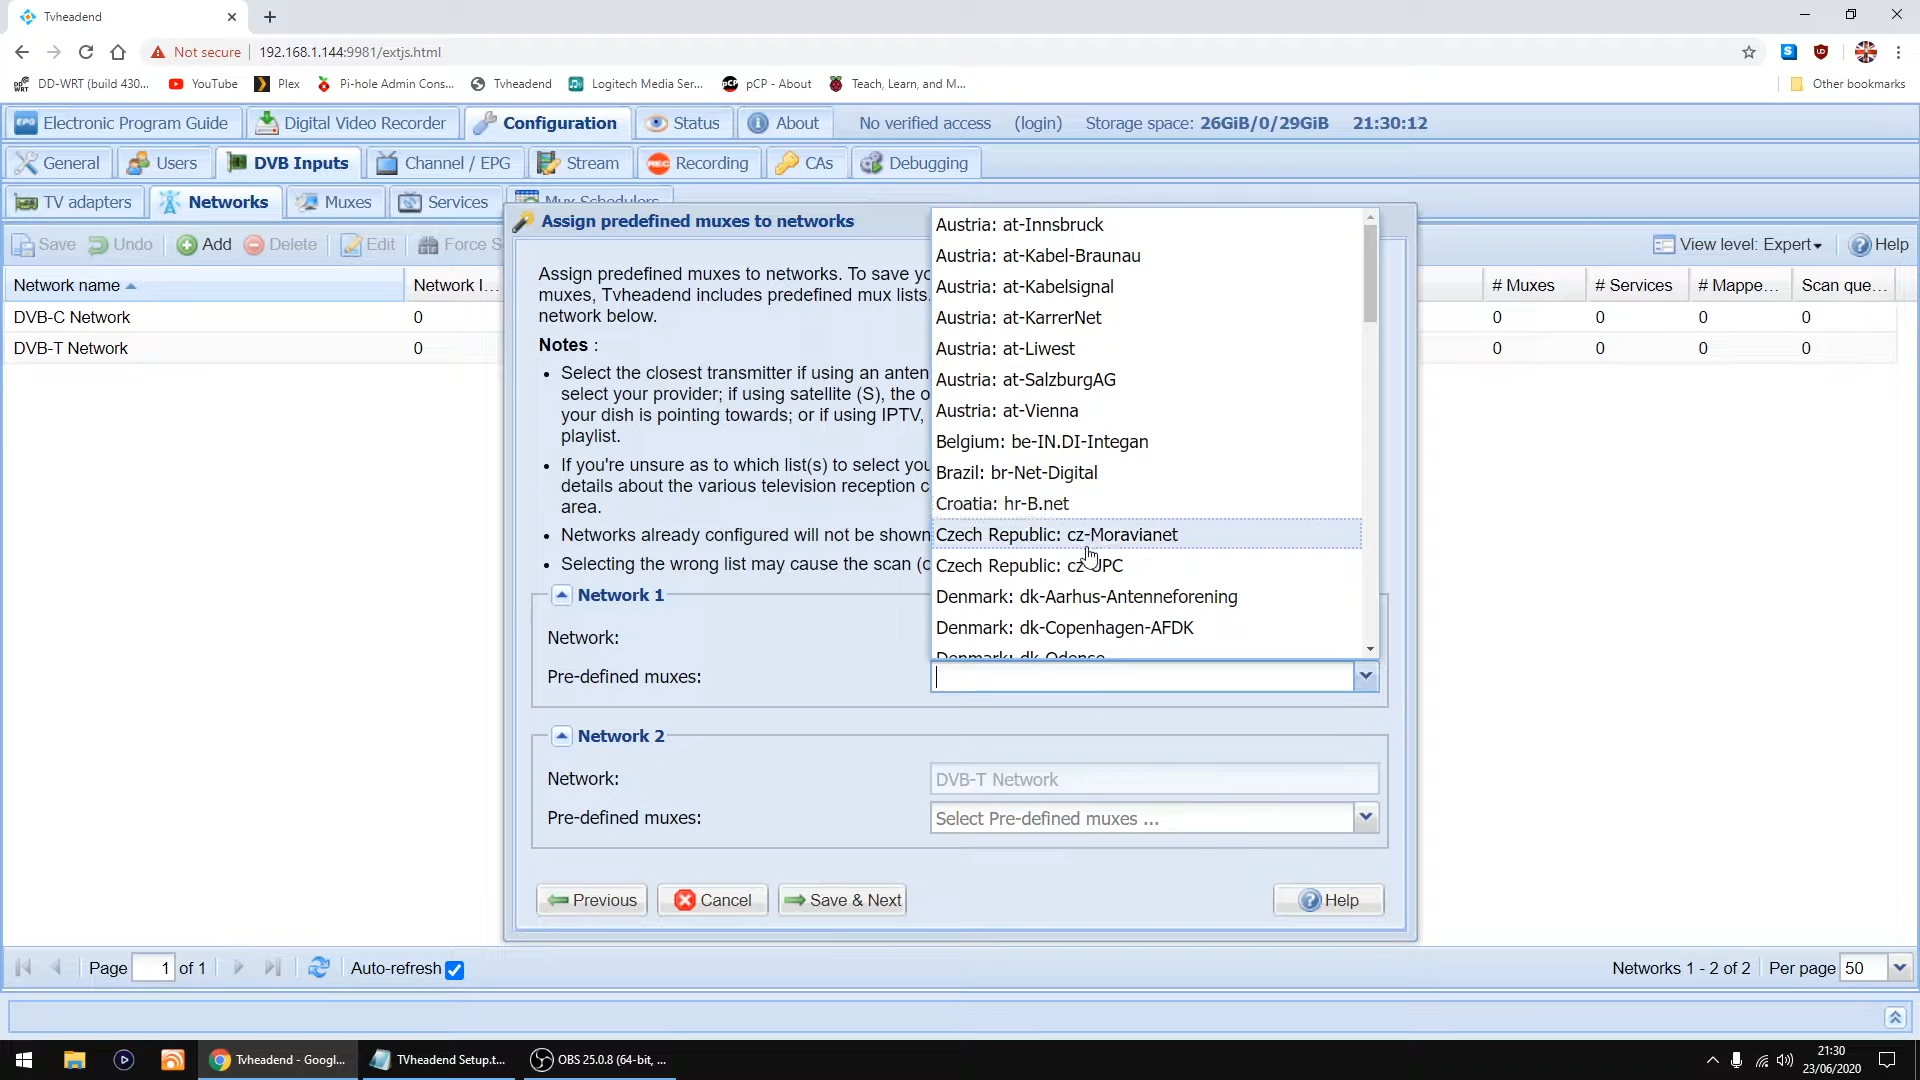 Tvheadend
Not secure
192.168.1.144:9981/extjs.html
DD-WRT (build 430...
YouTube
Plex
Pi-hole Admin Cons...
Tvheadend
Logitech Media Ser...
pCP - About
Teach, Learn, and M...
Other bookmarks
Electronic Program Guide
Digital Video Recorder
Configuration
Status
About
No verified access
(login)
Storage space: 26GiB/0/29GiB
21:30:12
General
Users
DVB Inputs
Channel / EPG
Stream
Recording
CAs
Debugging
TV adapters
Networks
Muxes
Services
Mux Schedulers
Save
Undo
Add
Delete
Edit
Force S
View level: Expert
Help
Network name
Network I...
# Muxes
# Services
# Mappe...
Scan que...
DVB-C Network
0
0
0
0
0
DVB-T Network
0
0
0
0
0
Assign predefined muxes to networks
Assign predefined muxes to networks. To save yo
muxes, Tvheadend includes predefined mux lists.
network below.
Notes :
Select the closest transmitter if using an anten
select your provider; if using satellite (S), the o
your dish is pointing towards; or if using IPTV,
playlist.
If you're unsure as to which list(s) to select you
details about the various television reception c
area.
Networks already configured will not be shown
Selecting the wrong list may cause the scan (c
Austria: at-Innsbruck
Austria: at-Kabel-Braunau
Austria: at-Kabelsignal
Austria: at-KarrerNet
Austria: at-Liwest
Austria: at-SalzburgAG
Austria: at-Vienna
Belgium: be-IN.DI-Integan
Brazil: br-Net-Digital
Croatia: hr-B.net
Czech Republic: cz-Moravianet
Czech Republic: cz-UPC
Denmark: dk-Aarhus-Antenneforening
Denmark: dk-Copenhagen-AFDK
Denmark: dk-Odense
Network 1
Network:
Pre-defined muxes:
Network 2
Network:
DVB-T Network
Pre-defined muxes:
Select Pre-defined muxes ...
Previous
Cancel
Save & Next
Help
Page 1 of 1
Auto-refresh
Networks 1 - 2 of 2
Per page 50
Tvheadend - Googl...
TVheadend Setup.t...
OBS 25.0.8 (64-bit, ...
21:30
23/06/2020